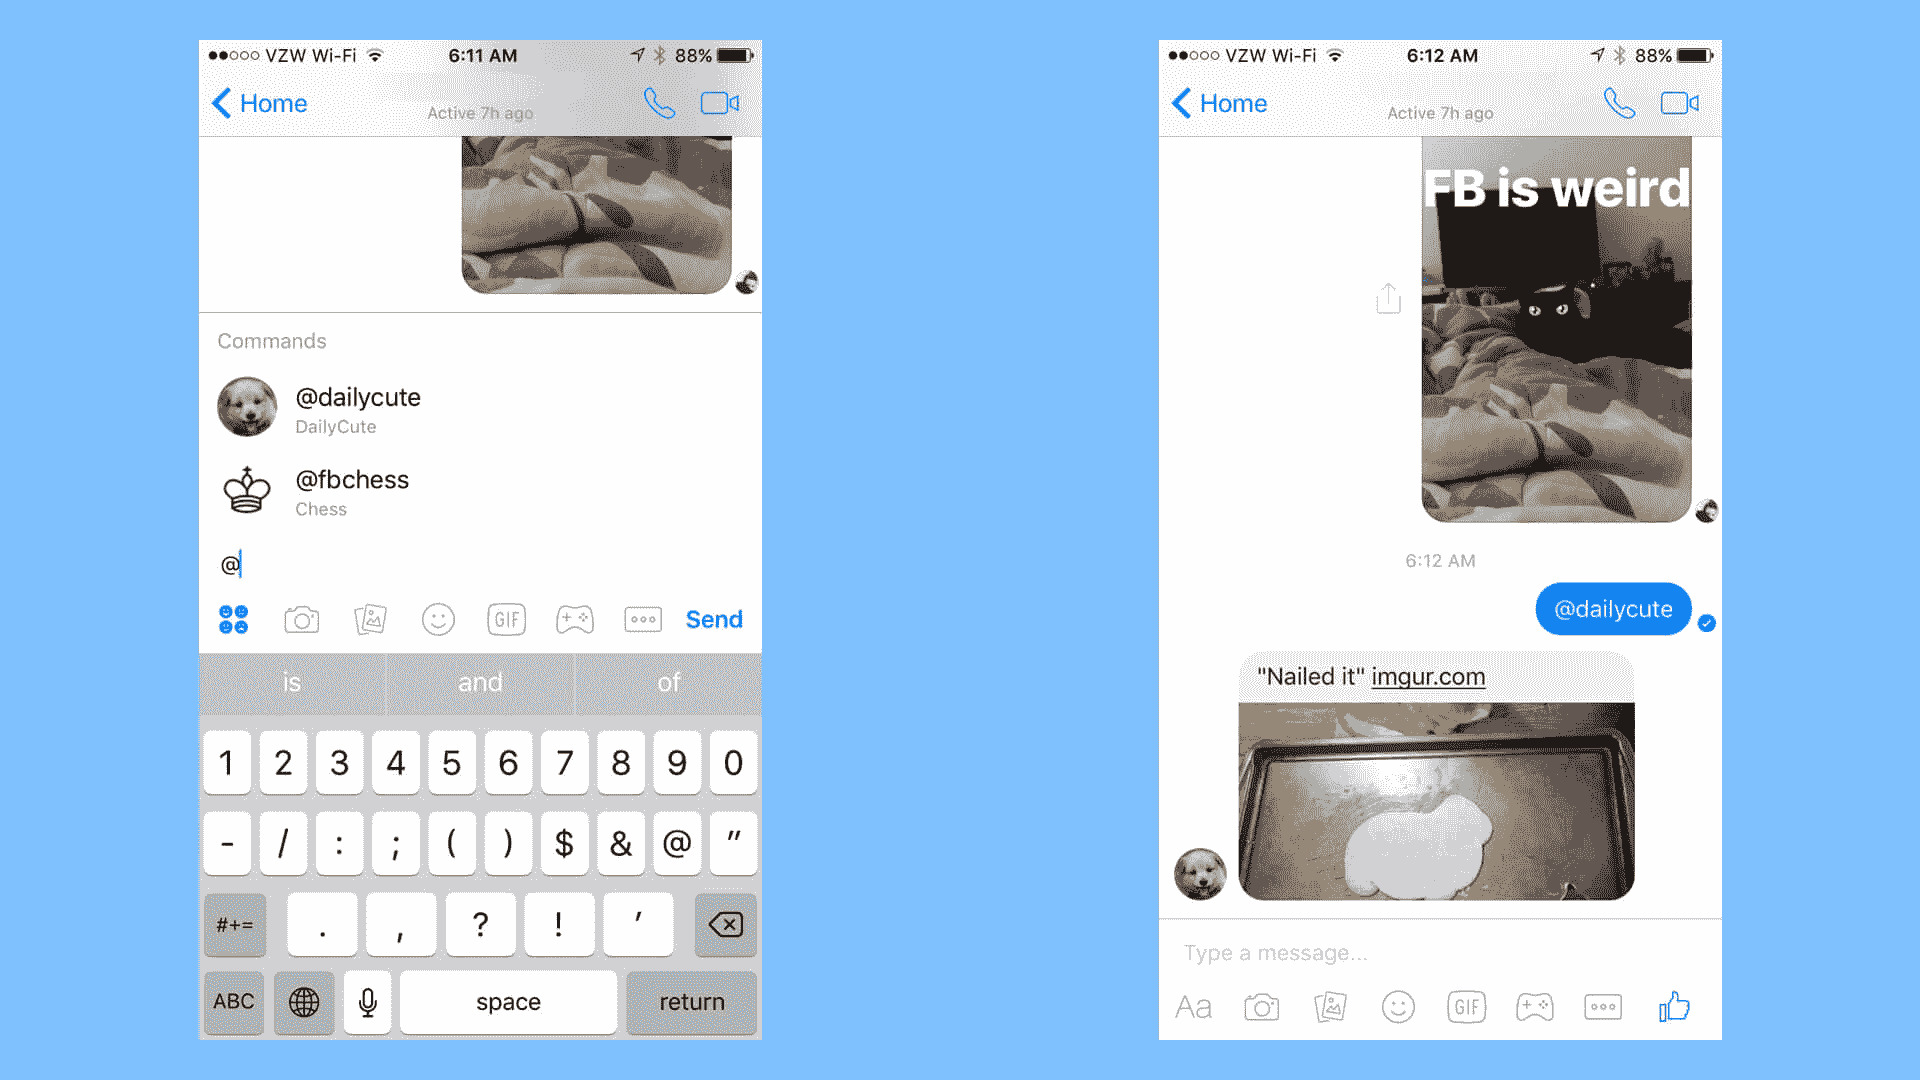 VZW Wi-Fi 6:11 AM 88%
Home
Active 7h ago
Commands
@dailycute
DailyCute
@fbchess
Chess
@
GIF Send
is and of
1 2 3 4 5 6 7 8 9 0
- / : ; ( ) $ & @ "
#+= . , ? ! '
ABC space return
VZW Wi-Fi 6:12 AM 88%
Home
Active 7h ago
FB is weird
6:12 AM
@dailycute
"Nailed it" imgur.com
Type a message...
Aa GIF